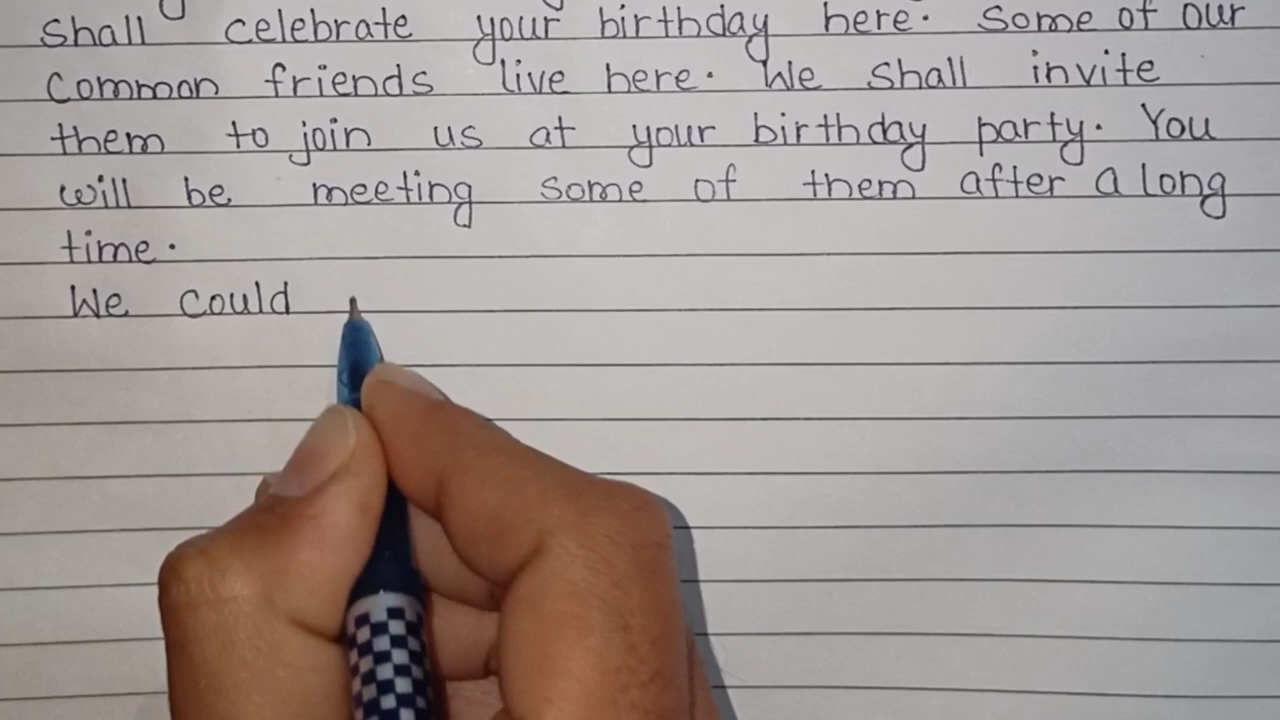 shall celebrate your birthday here. Some of our
common friends live here. We shall invite
them to join us at your birthday party. You
will be meeting some of them after a long
time.
We could